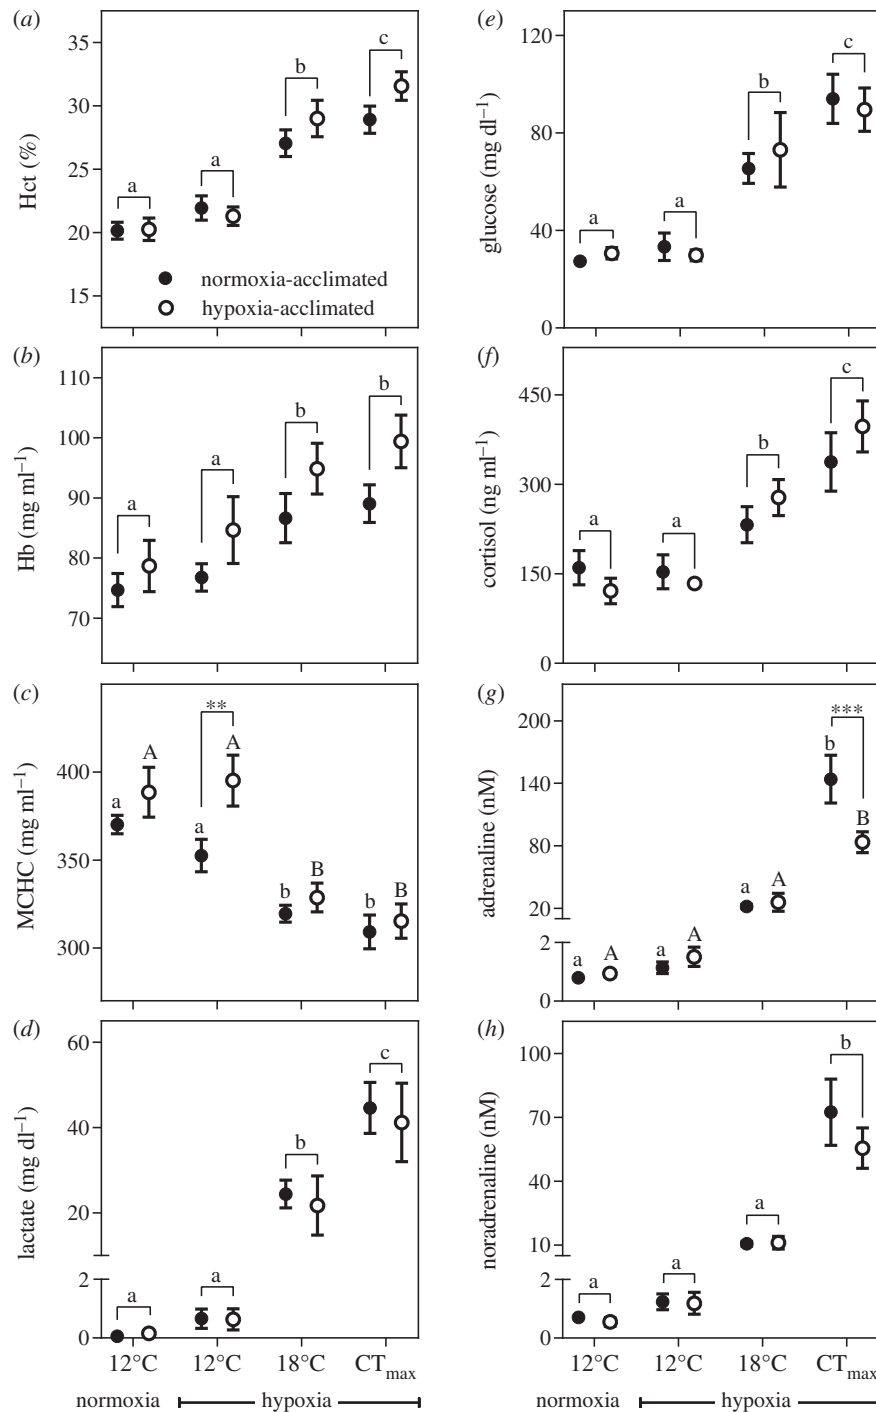 (a)
35
30
25
20
15
Hct (%)
a
a
b
c
normoxia-acclimated
hypoxia-acclimated
(b)
110
100
90
80
70
Hb (mg ml⁻¹)
a
a
b
b
(c)
400
350
300
MCHC (mg ml⁻¹)
a
A
**
a
A
b
B
b
B
(d)
60
40
20
2
0
lactate (mg dl⁻¹)
a
a
b
c
12°C 12°C 18°C CTmax
normoxia hypoxia
(e)
120
80
40
0
glucose (mg dl⁻¹)
a
a
b
c
(f)
450
300
150
0
cortisol (ng ml⁻¹)
a
a
b
c
(g)
200
140
80
20
2
0
adrenaline (nM)
a
A
a
A
a
A
***
b
B
(h)
100
70
40
10
2
0
noradrenaline (nM)
a
a
a
b
12°C 12°C 18°C CTmax
normoxia hypoxia